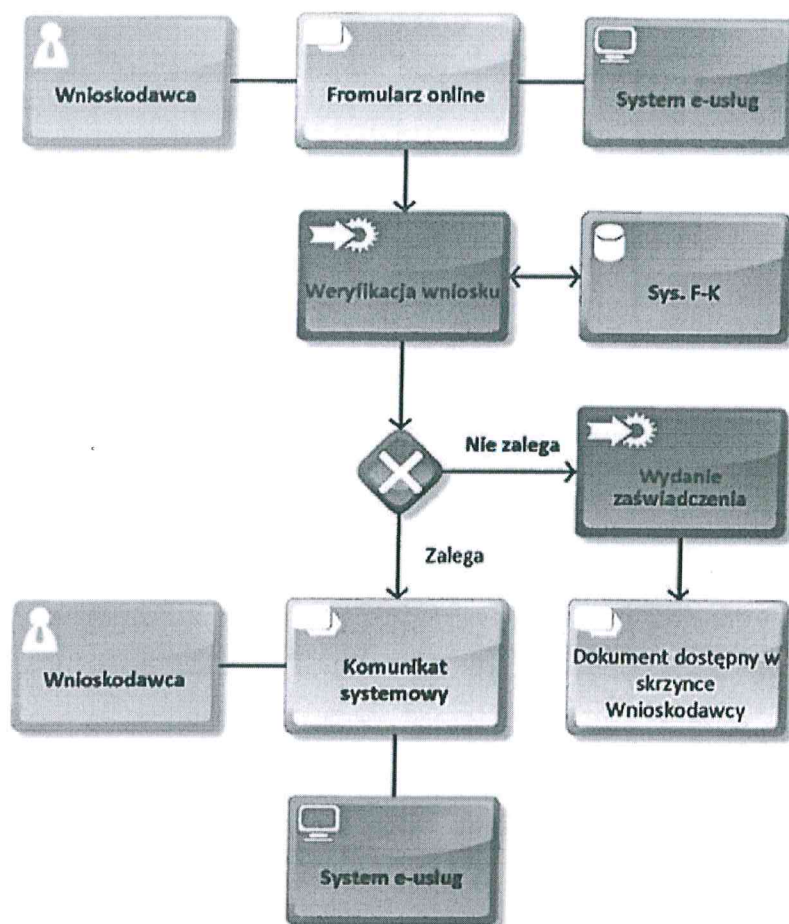 Wnioskodawca
Fromularz online
System e-usług
Weryfikacja wniosku
Sys. F-K
Nie zalega
Wydanie
zaświadczenia
Zalega
Wnioskodawca
Komunikat
systemowy
Dokument dostępny w
skrzynce
Wnioskodawcy
System e-usług